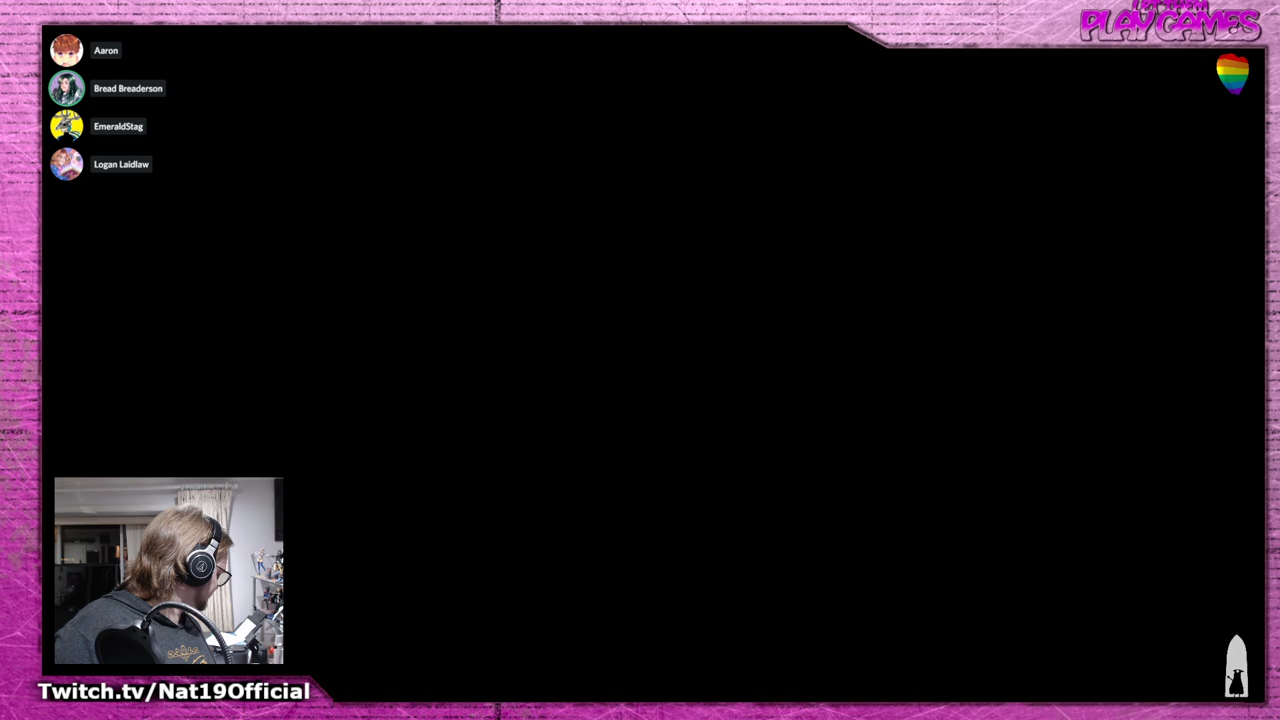 PLAY GAMES
Aaron
Bread Breaderson
EmeraldStag
Logan Laidlaw
Twitch.tv/Nat19Official